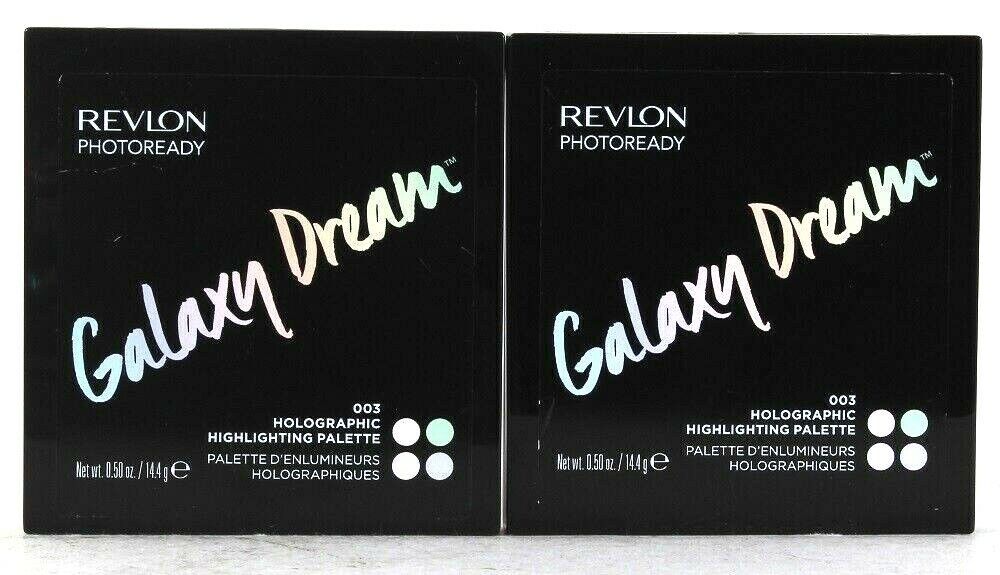 REVLON
PHOTOREADY
Galaxy Dream™
003
HOLOGRAPHIC
HIGHLIGHTING PALETTE
PALETTE D'ENLUMINEURS
HOLOGRAPHIQUES
Net wt. 0.50 oz. / 14.4 g ℮
REVLON
PHOTOREADY
Galaxy Dream™
003
HOLOGRAPHIC
HIGHLIGHTING PALETTE
PALETTE D'ENLUMINEURS
HOLOGRAPHIQUES
Net wt. 0.50 oz. / 14.4 g ℮